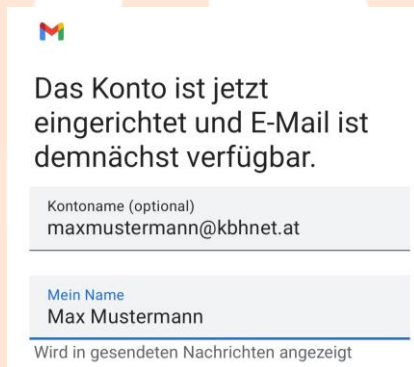 Das Konto ist jetzt
eingerichtet und E-Mail ist
demnächst verfügbar.
Kontoname (optional)
maxmustermann@kbhnet.at
Mein Name
Max Mustermann
Wird in gesendeten Nachrichten angezeigt